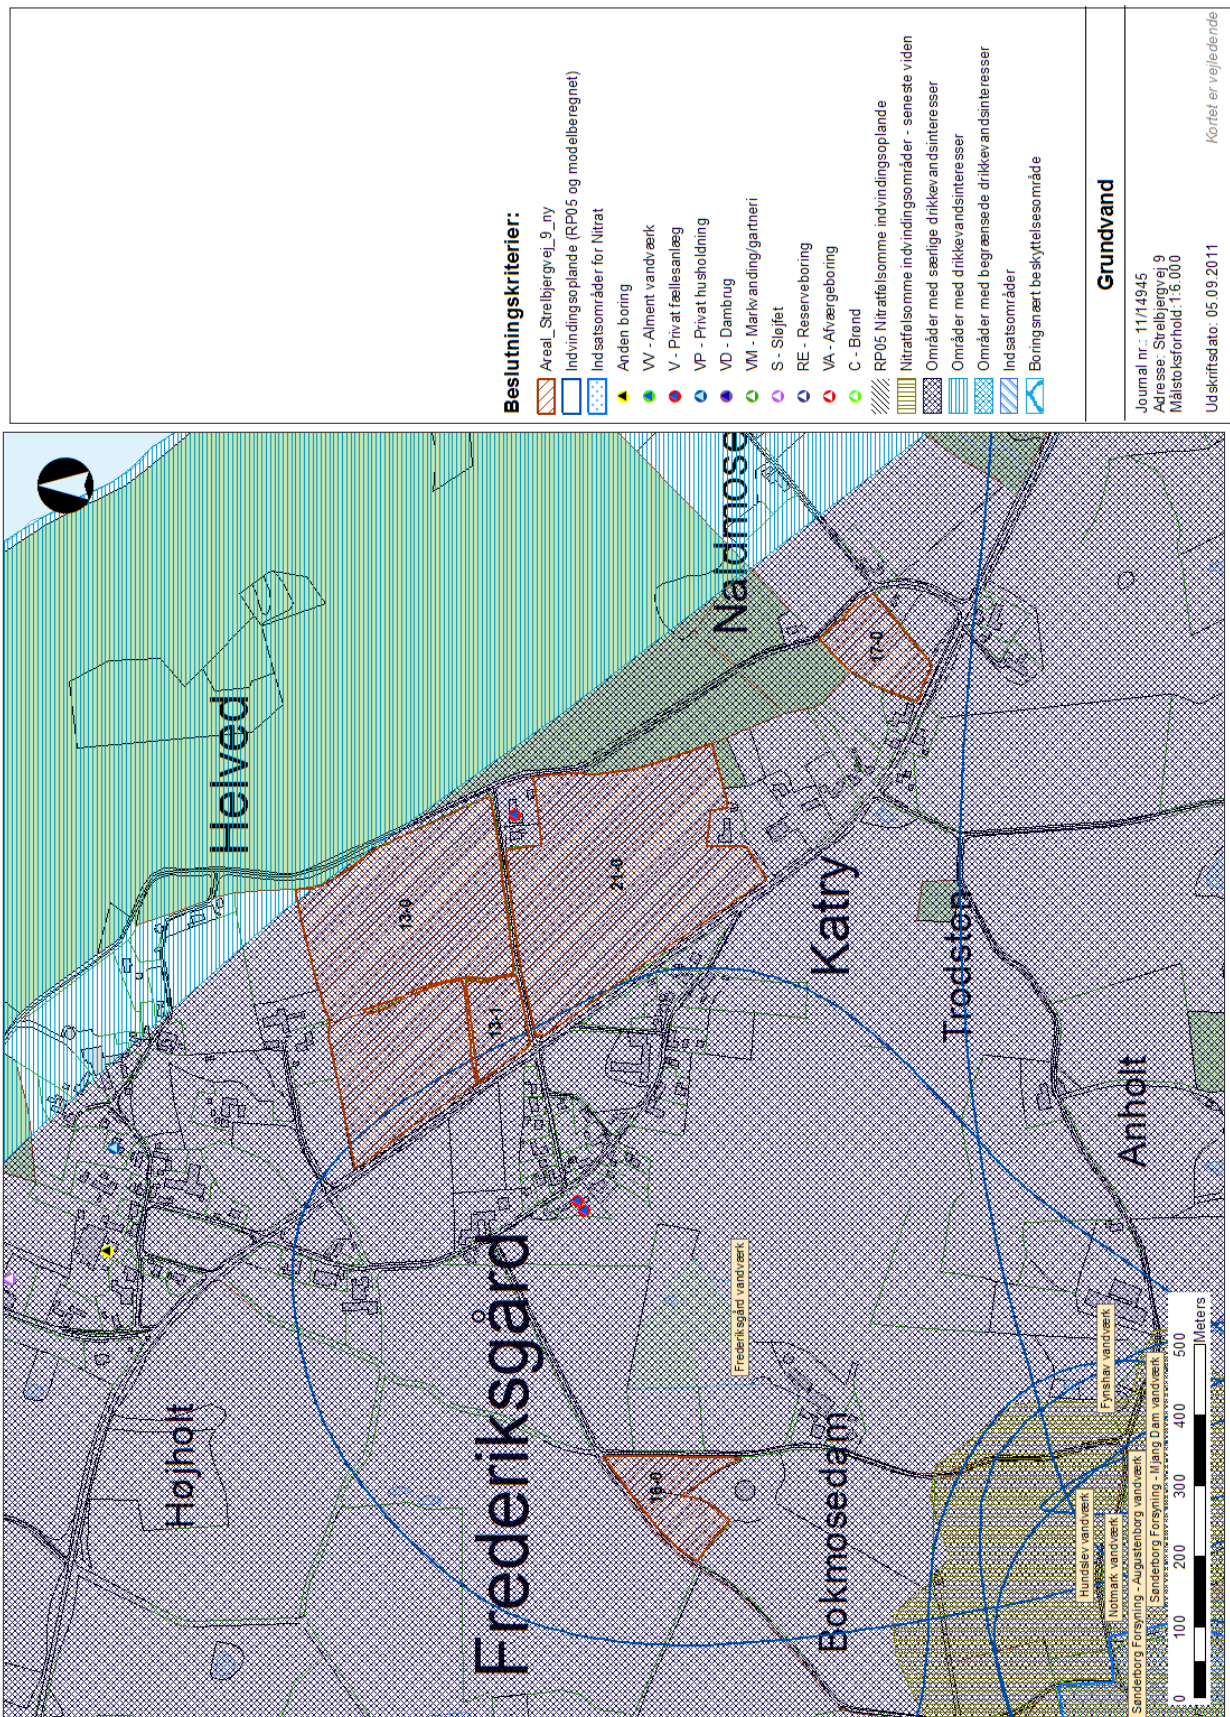 Beslutningskriterier:
Areal_Strelbjergvej_9_ny
Indvindingsoplande (RP05 og modelberegnet)
Indsatsområder for Nitrat
Anden boring
VV - Alment vandværk
V - Privat fællesanlæg
VP - Privat husholdning
VD - Dambrug
VM - Markvanding/gartneri
S - Sløjfet
RE - Reserveboring
VA - Afværgeboring
C - Brønd
RP05 Nitratfølsomme indvindingsoplande
Nitratfølsomme indvindingsområder - seneste viden
Områder med særlige drikkevandsinteresser
Områder med drikkevandsinteresser
Områder med begrænsede drikkevandsinteresser
Indsatsområder
Boringsnært beskyttelsesområde
Grundvand
Journal nr.: 11/14945
Adresse: Strelbjergvej 9
Målstoksforhold: 1:6.000
Udskriftsdato: 05.09.2011
Kortet er vejledende
Helved
Naldmose
Højholt
Frederiksgård
Katry
Trodsten
Bokmosedam
Anholt
13-0
13-1
21-0
17-0
16-0
Frederiksgård vandværk
Fynshav vandværk
Hundslev vandværk
Notmark vandværk
Sønderborg Forsyning - Augustenborg vandværk
Sønderborg Forsyning - Mjang Dam vandværk
0 100 200 300 400 500
Meters